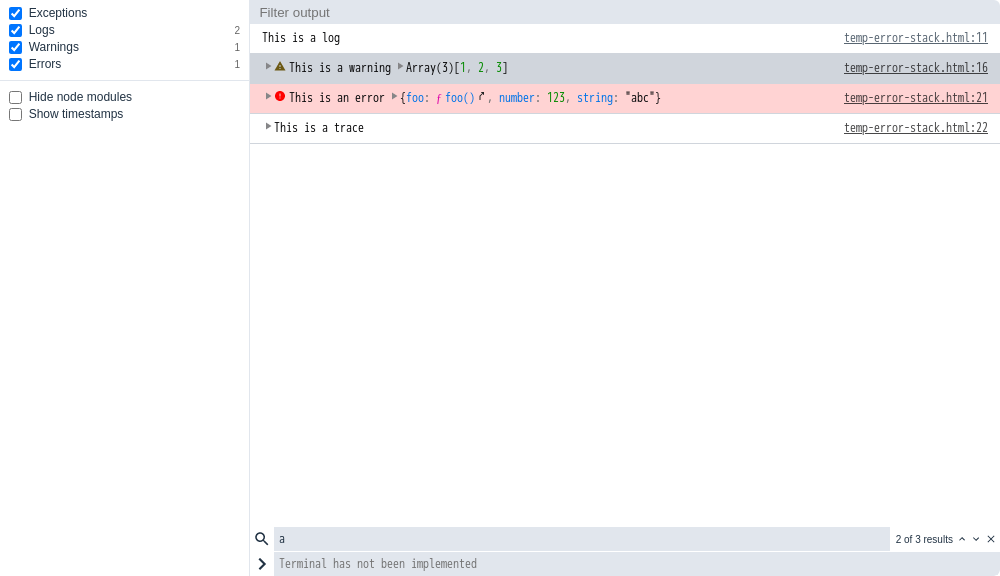 Exceptions
Logs 2
Warnings 1
Errors 1
Hide node modules
Show timestamps
Filter output
This is a log temp-error-stack.html:11
This is a warning Array(3)[1, 2, 3] temp-error-stack.html:16
This is an error {foo: ƒ foo(), number: 123, string: "abc"} temp-error-stack.html:21
This is a trace temp-error-stack.html:22
a 2 of 3 results
Terminal has not been implemented